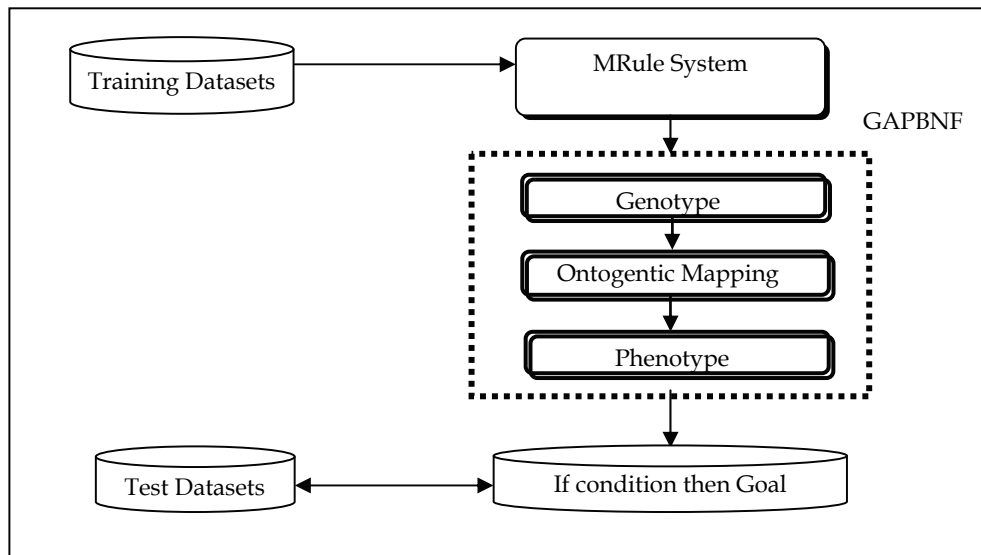 Training Datasets
MRule System
GAPBNF
Genotype
Ontogentic Mapping
Phenotype
Test Datasets
If condition then Goal